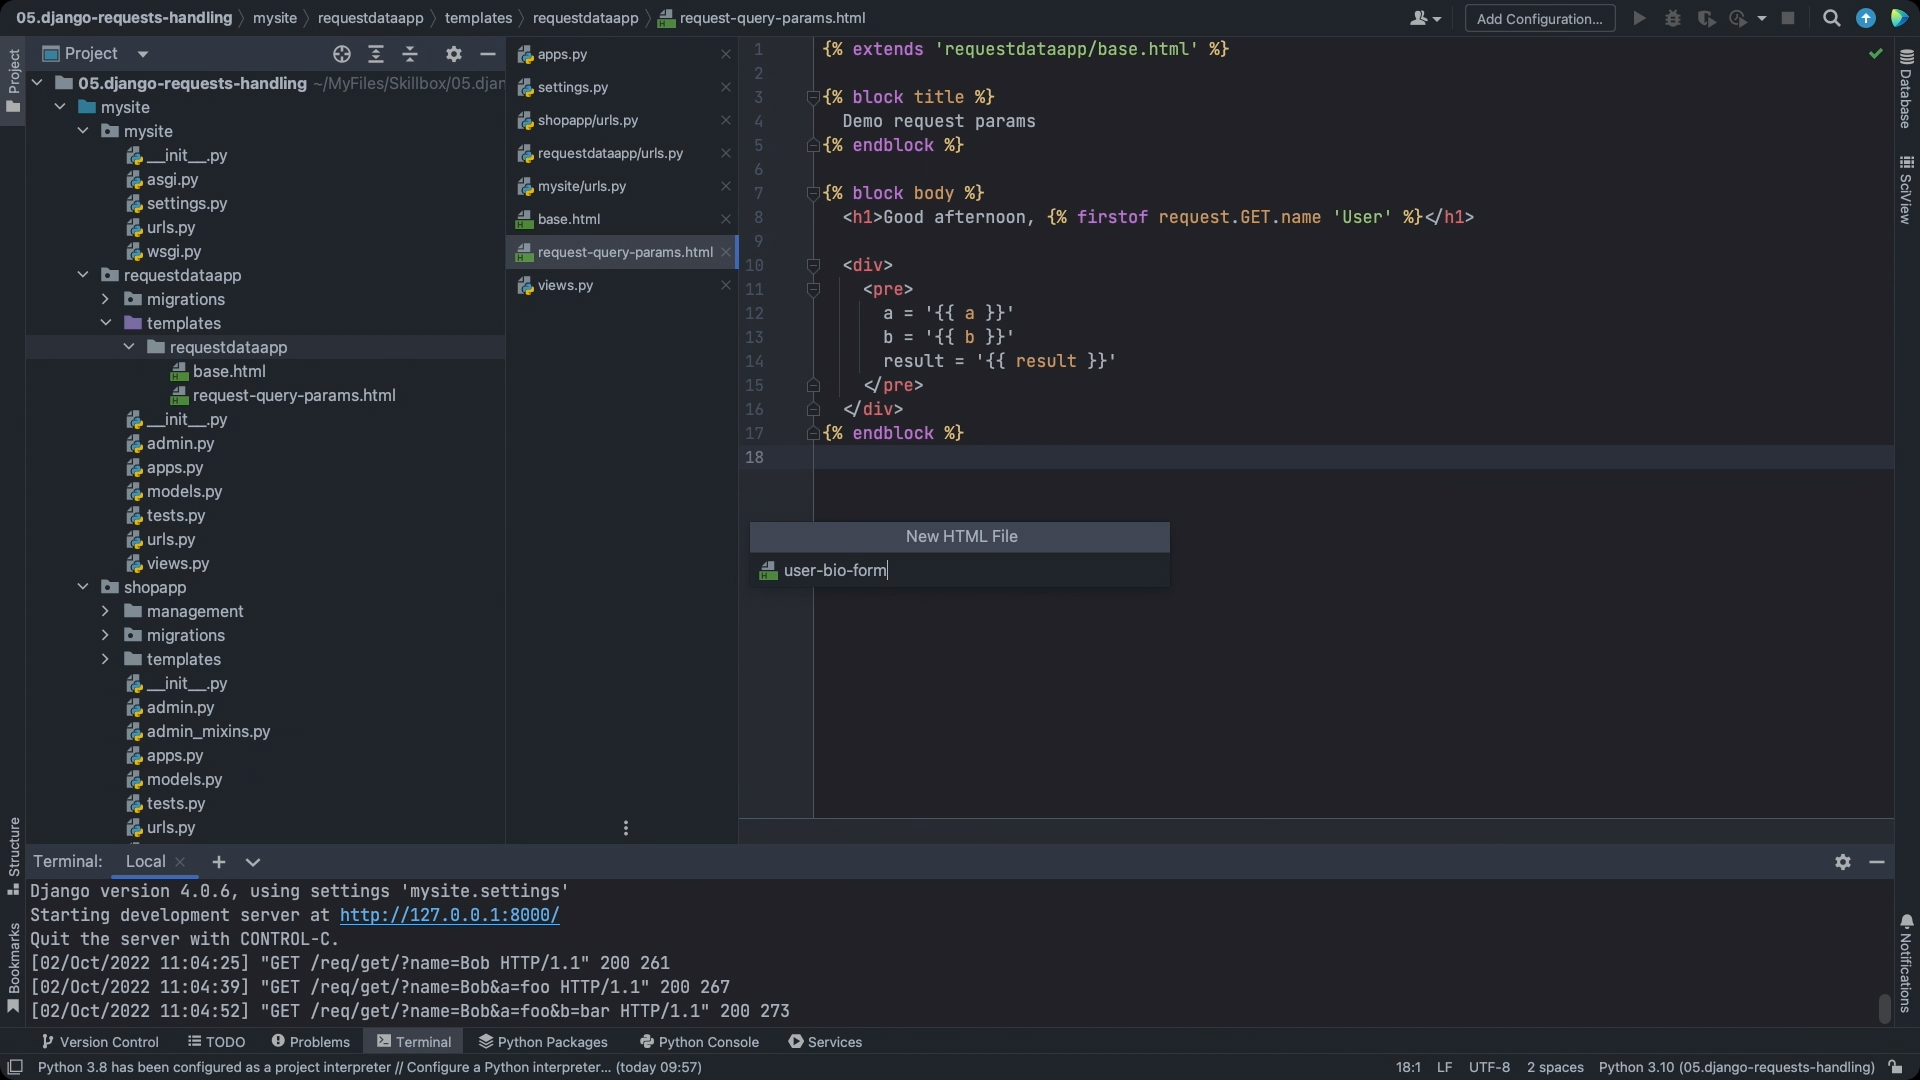 05.django-requests-handling mysite requestdataapp templates requestdataapp request-query-params.html
Add Configuration...
Project
Project
05.django-requests-handling ~/MyFiles/Skillbox/05.djan
mysite
mysite
__init__.py
asgi.py
settings.py
urls.py
wsgi.py
requestdataapp
migrations
templates
requestdataapp
base.html
request-query-params.html
__init__.py
admin.py
apps.py
models.py
tests.py
urls.py
views.py
shopapp
management
migrations
templates
__init__.py
admin.py
admin_mixins.py
apps.py
models.py
tests.py
urls.py
apps.py
settings.py
shopapp/urls.py
requestdataapp/urls.py
mysite/urls.py
base.html
request-query-params.html
views.py
1 {% extends 'requestdataapp/base.html' %}
2
3 {% block title %}
4 Demo request params
5 {% endblock %}
6
7 {% block body %}
8 <h1>Good afternoon, {% firstof request.GET.name 'User' %}</h1>
9
10 <div>
11 <pre>
12 a = '{{ a }}'
13 b = '{{ b }}'
14 result = '{{ result }}'
15 </pre>
16 </div>
17 {% endblock %}
18
New HTML File
user-bio-form
Database
SciView
Notifications
Structure
Bookmarks
Terminal: Local
Django version 4.0.6, using settings 'mysite.settings'
Starting development server at http://127.0.0.1:8000/
Quit the server with CONTROL-C.
[02/Oct/2022 11:04:25] "GET /req/get/?name=Bob HTTP/1.1" 200 261
[02/Oct/2022 11:04:39] "GET /req/get/?name=Bob&a=foo HTTP/1.1" 200 267
[02/Oct/2022 11:04:52] "GET /req/get/?name=Bob&a=foo&b=bar HTTP/1.1" 200 273
Version Control TODO Problems Terminal Python Packages Python Console Services
Python 3.8 has been configured as a project interpreter // Configure a Python interpreter... (today 09:57) 18:1 LF UTF-8 2 spaces Python 3.10 (05.django-requests-handling)